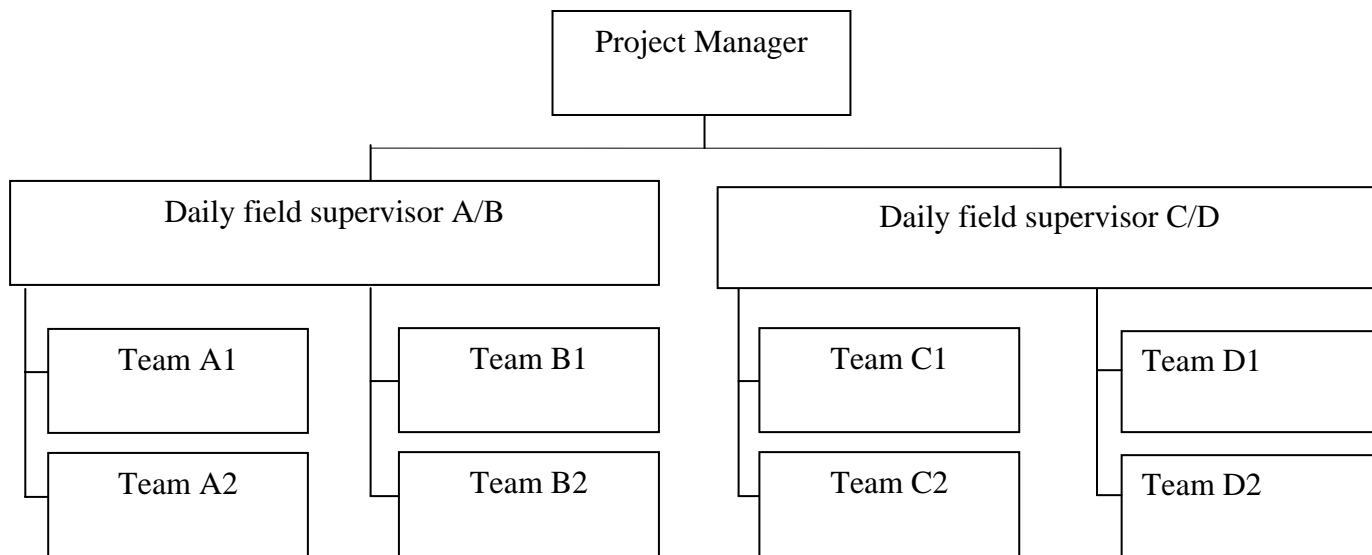 Project Manager
Daily field supervisor A/B
Daily field supervisor C/D
Team A1
Team B1
Team C1
Team D1
Team A2
Team B2
Team C2
Team D2